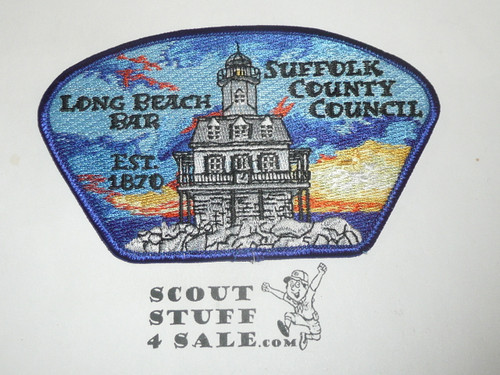 LONG BEACH
BAR
EST.
1870
SUFFOLK
COUNTY
COUNCIL
SCOUT
STUFF
4 SALE.COM